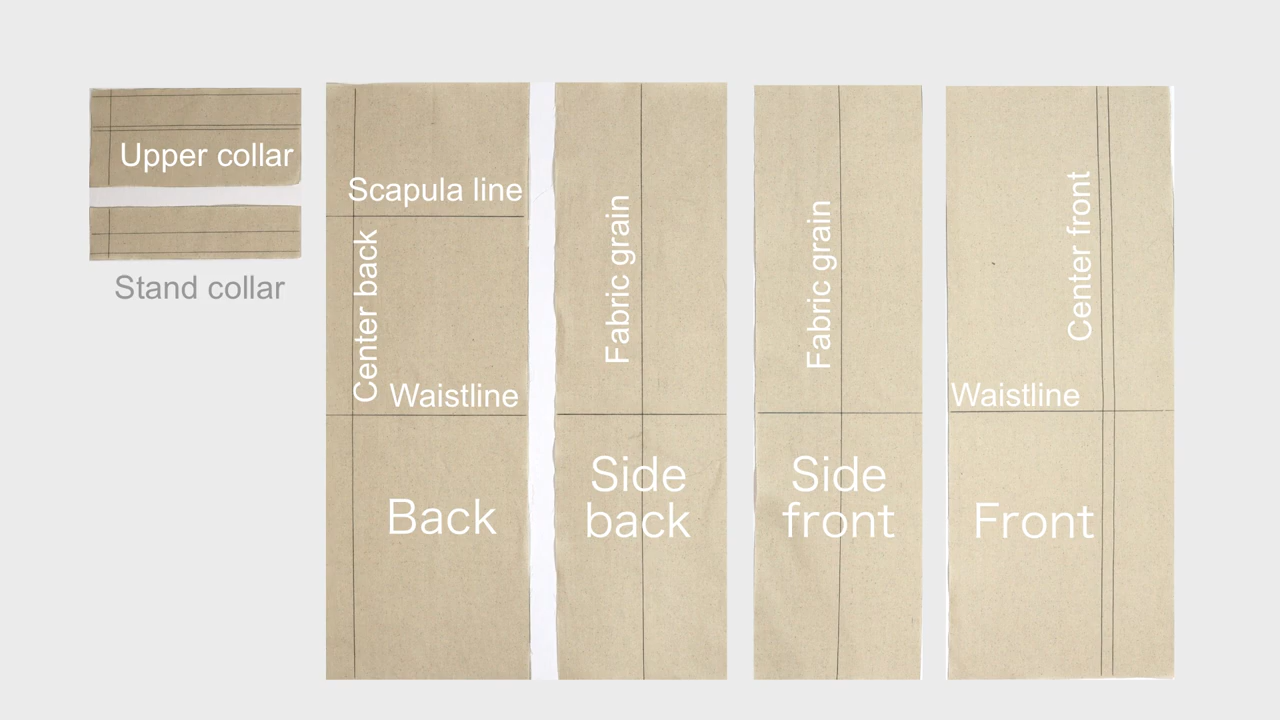 Upper collar
Stand collar
Scapula line
Center back
Waistline
Back
Fabric grain
Side
back
Fabric grain
Side
front
Center front
Waistline
Front